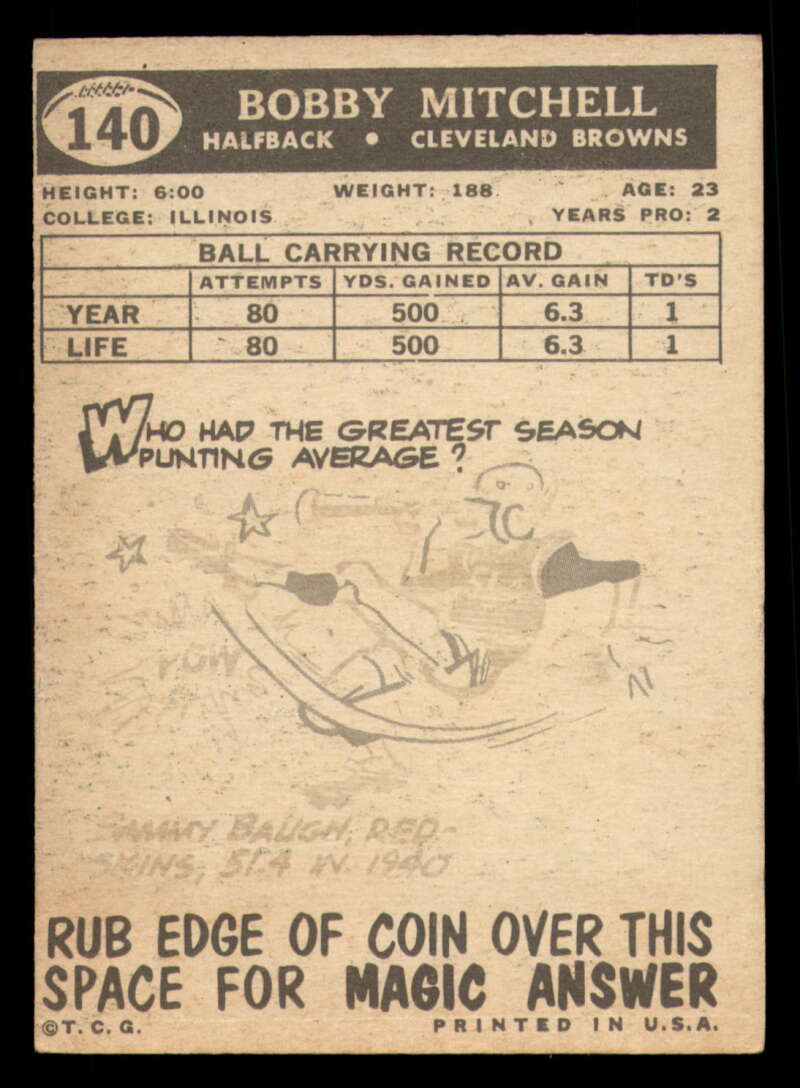 140
BOBBY MITCHELL
HALFBACK • CLEVELAND BROWNS
HEIGHT: 6:00 WEIGHT: 188 AGE: 23
COLLEGE: ILLINOIS YEARS PRO: 2
BALL CARRYING RECORD
ATTEMPTS YDS. GAINED AV. GAIN TD'S
YEAR 80 500 6.3 1
LIFE 80 500 6.3 1
WHO HAD THE GREATEST SEASON
PUNTING AVERAGE?
SAMMY BAUGH, RED-
SKINS, 51.4 IN 1940
RUB EDGE OF COIN OVER THIS
SPACE FOR MAGIC ANSWER
© T. C. G. PRINTED IN U.S.A.